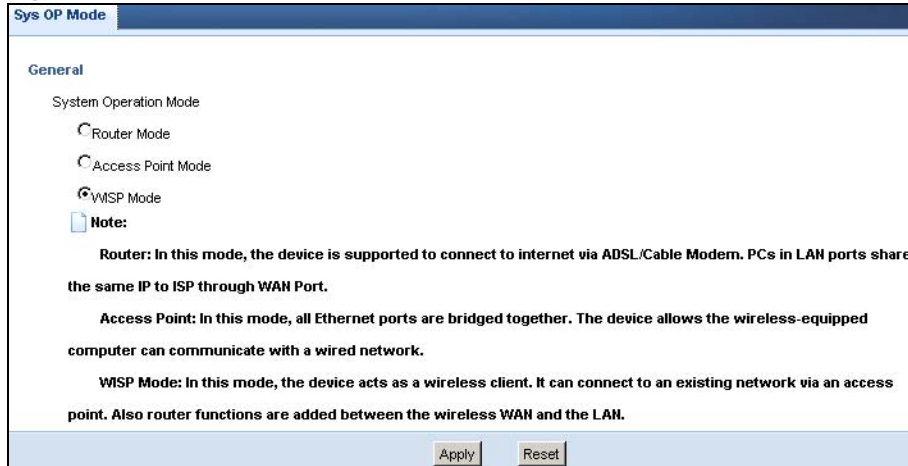 Sys OP Mode
General
System Operation Mode
Router Mode
Access Point Mode
WISP Mode
Note:
Router: In this mode, the device is supported to connect to internet via ADSL/Cable Modem. PCs in LAN ports share
the same IP to ISP through WAN Port.
Access Point: In this mode, all Ethernet ports are bridged together. The device allows the wireless-equipped
computer can communicate with a wired network.
WISP Mode: In this mode, the device acts as a wireless client. It can connect to an existing network via an access
point. Also router functions are added between the wireless WAN and the LAN.
Apply Reset